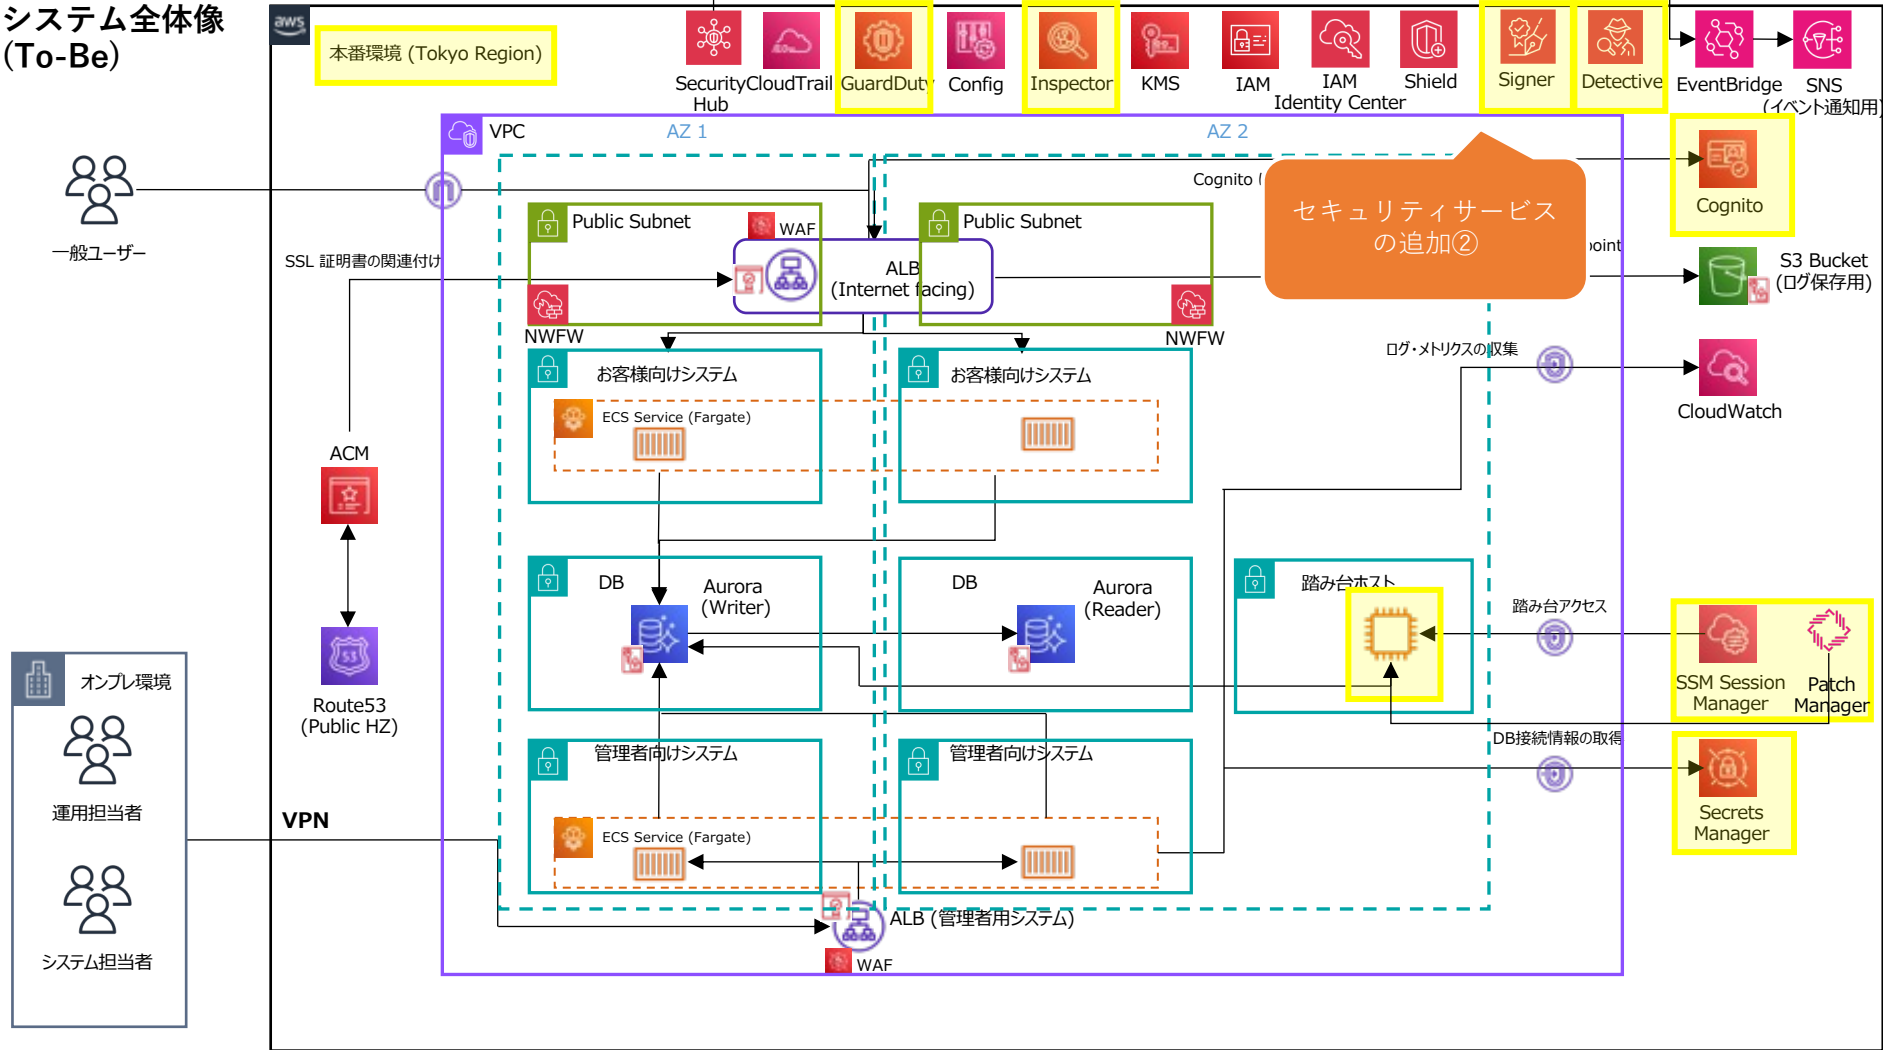 システム全体像
(To-Be)
aws
本番環境 (Tokyo Region)
Security
Hub
CloudTrail
GuardDuty
Config
Inspector
KMS
IAM
IAM
Identity Center
Shield
Signer
Detective
EventBridge
SNS
(イベント通知用)
VPC
AZ 1
AZ 2
一般ユーザー
Cognito
セキュリティサービス
の追加②
Cognito
Public Subnet
WAF
Public Subnet
SSL 証明書の関連付け
ALB
(Internet facing)
oint
S3 Bucket
(ログ保存用)
NWFW
NWFW
お客様向けシステム
お客様向けシステム
ログ・メトリクスの収集
ECS Service (Fargate)
CloudWatch
ACM
DB
Aurora
(Writer)
DB
Aurora
(Reader)
踏み台ホスト
踏み台アクセス
53
オンプレ環境
Route53
(Public HZ)
SSM Session
Manager
Patch
Manager
管理者向けシステム
管理者向けシステム
DB接続情報の取得
運用担当者
VPN
ECS Service (Fargate)
Secrets
Manager
システム担当者
ALB (管理者用システム)
WAF